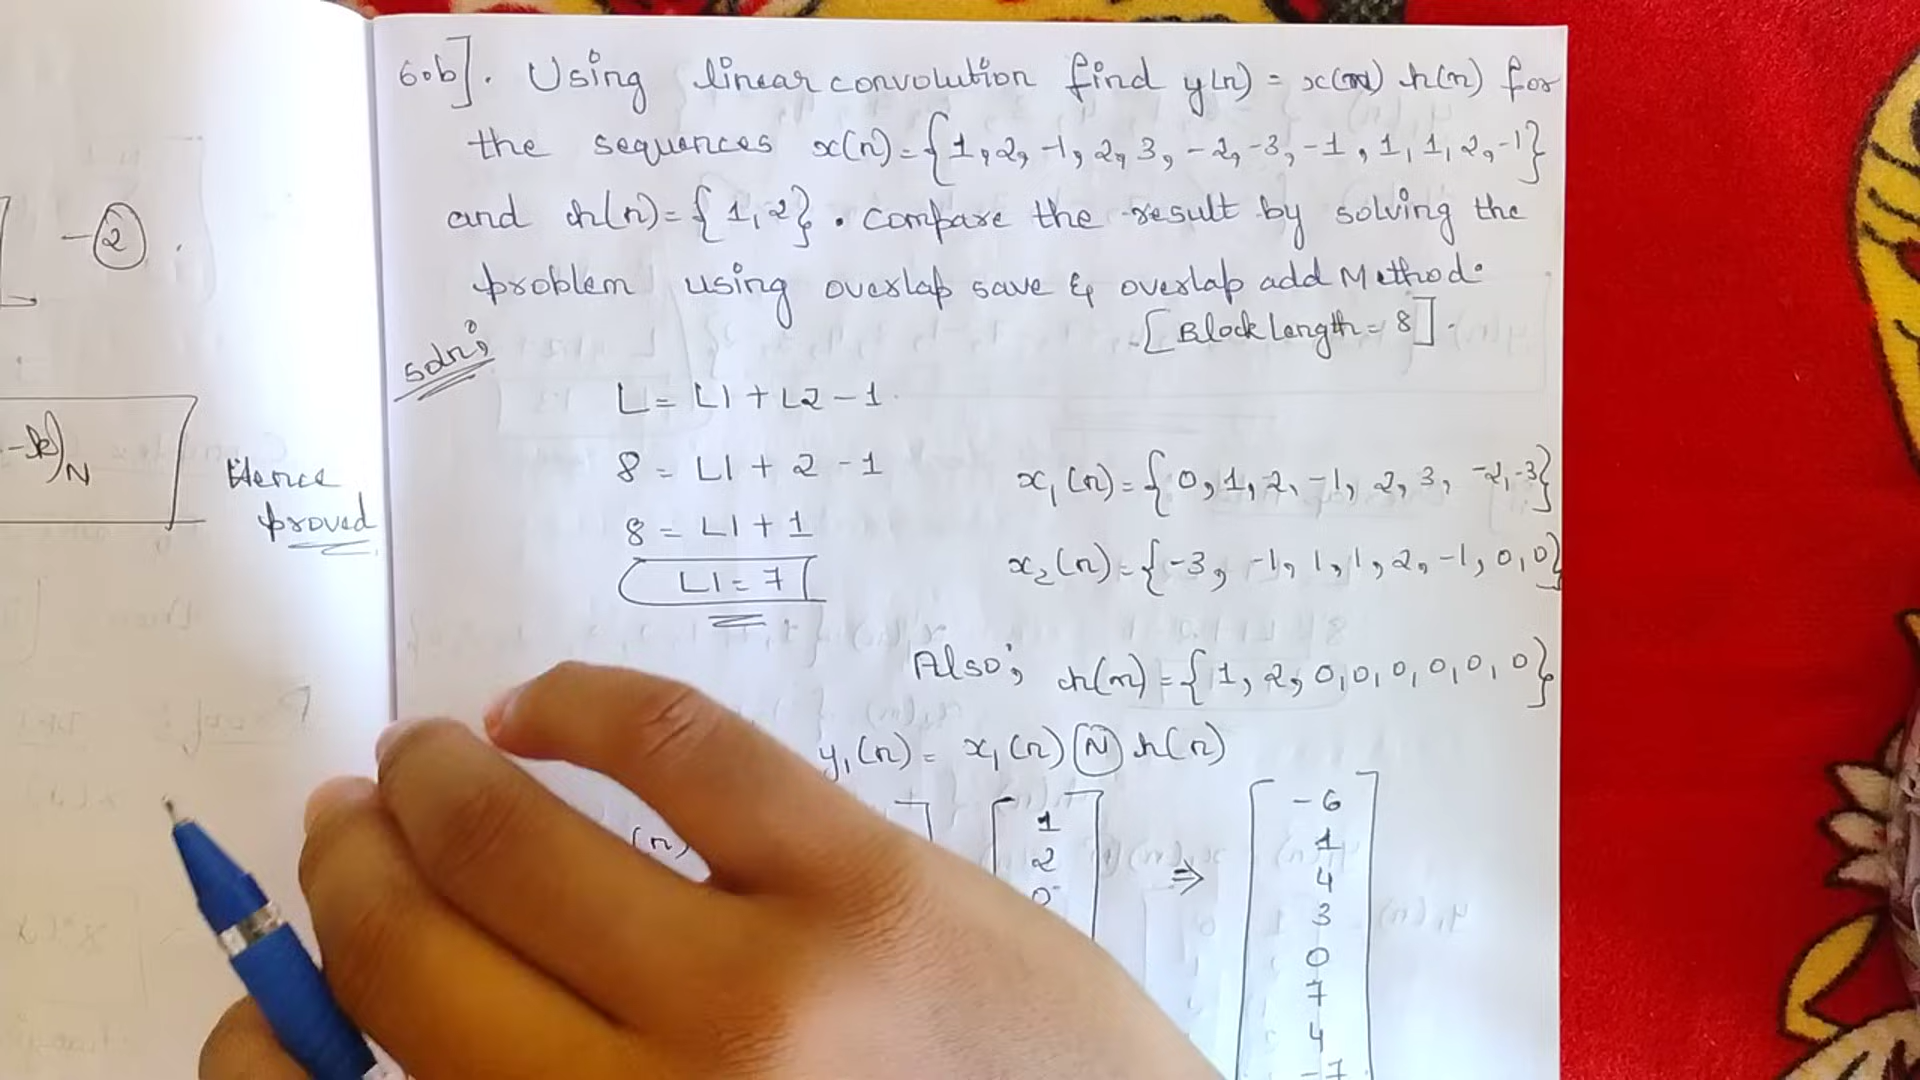 - 2 .
-k)N
Hence
proved
6.b]. Using linear convolution find y(n) = x(n) h(n) for
the sequences x(n)={1,2,-1,2,3,-2,-3,-1,1,1,2,-1}
and h(n)={1,2}. Compare the result by solving the
problem using overlap save & overlap add Method.
[Block Length = 8].
soln;
L = L1 + L2 - 1
8 = L1 + 2 - 1
8 = L1 + 1
L1 = 7
x₁(n)={0,1,2,-1,2,3,-2,-3}
x₂(n)={-3,-1,1,1,2,-1,0,0}
Also; h(n)={1,2,0,0,0,0,0,0}
y₁(n)= x₁(n) N h(n)
(n)
1
2
0
⇒
-6
1
4
3
0
7
4
-7